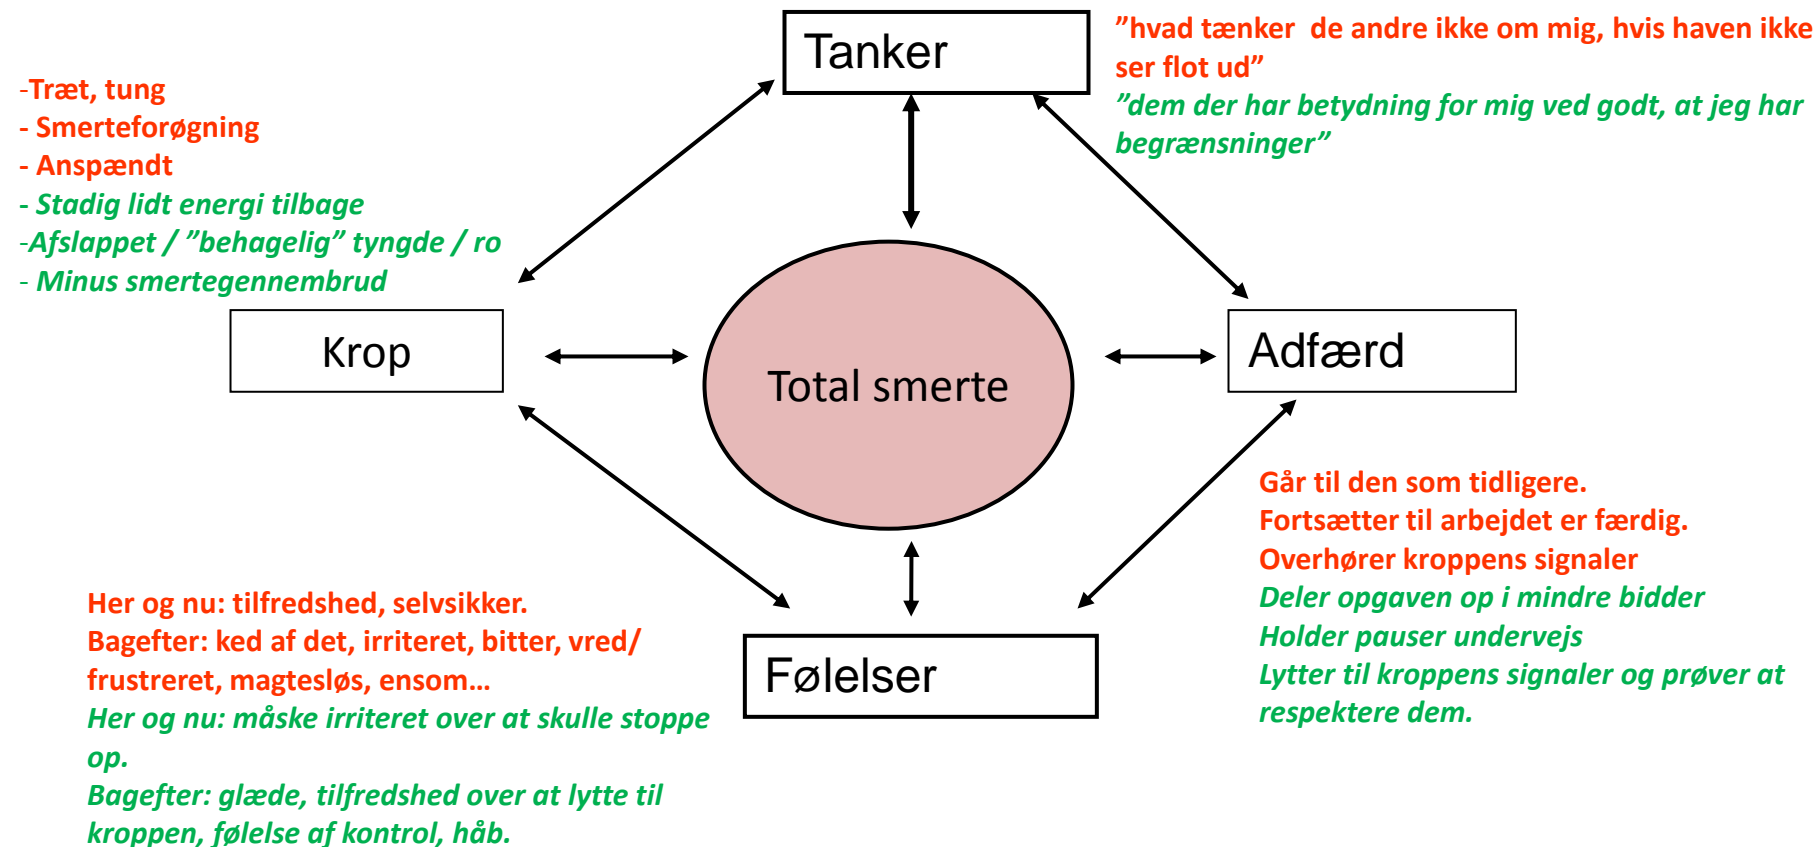 Tanker
”hvad tænker  de andre ikke om mig, hvis haven ikke
ser flot ud”
”dem der har betydning for mig ved godt, at jeg har
begrænsninger”
-Træt, tung
- Smerteforøgning
- Anspændt
- Stadig lidt energi tilbage
-Afslappet / ”behagelig” tyngde / ro
- Minus smertegennembrud
Krop
Total smerte
Adfærd
Går til den som tidligere.
Fortsætter til arbejdet er færdig.
Overhører kroppens signaler
Deler opgaven op i mindre bidder
Holder pauser undervejs
Lytter til kroppens signaler og prøver at
respektere dem.
Her og nu: tilfredshed, selvsikker.
Bagefter: ked af det, irriteret, bitter, vred/
frustreret, magtesløs, ensom…
Her og nu: måske irriteret over at skulle stoppe
op.
Bagefter: glæde, tilfredshed over at lytte til
kroppen, følelse af kontrol, håb.
Følelser